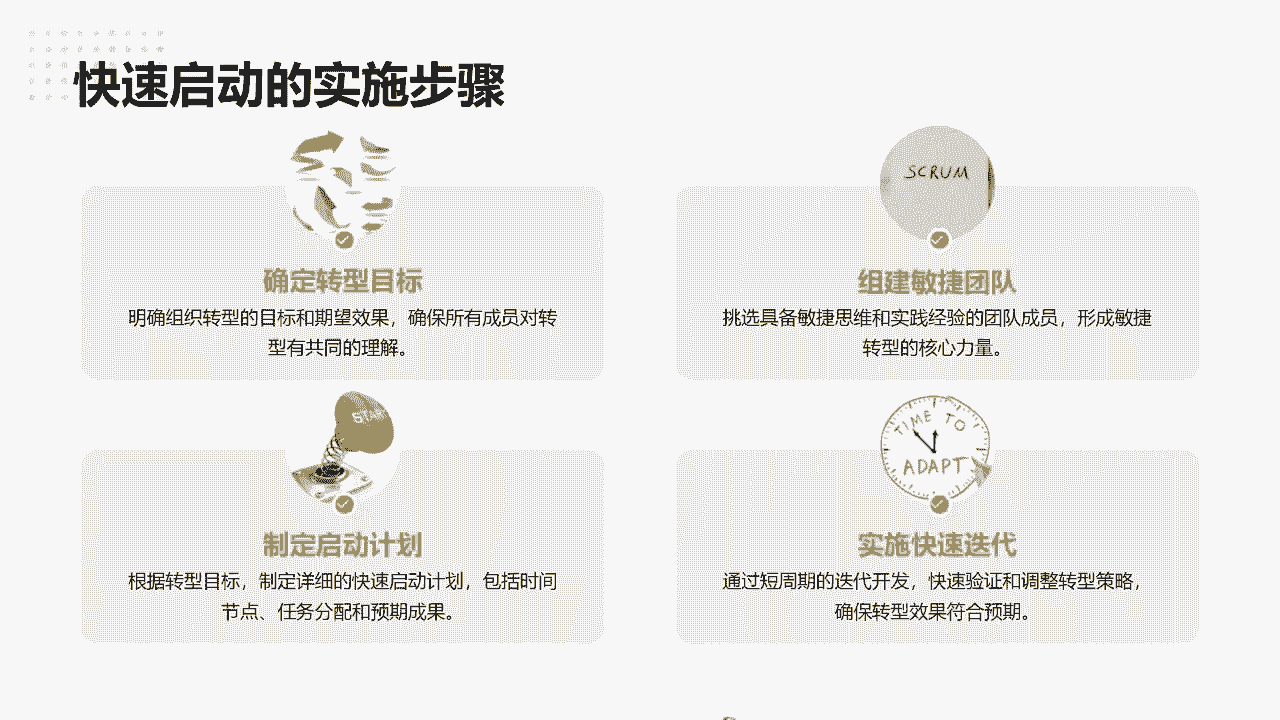 快速启动的实施步骤
SCRUM
确定转型目标
明确组织转型的目标和期望效果，确保所有成员对转
型有共同的理解。
组建敏捷团队
挑选具备敏捷思维和实践经验的团队成员，形成敏捷
转型的核心力量。
START
制定启动计划
根据转型目标，制定详细的快速启动计划，包括时间
节点、任务分配和预期成果。
TIME TO
ADAPT
实施快速迭代
通过短周期的迭代开发，快速验证和调整转型策略，
确保转型效果符合预期。